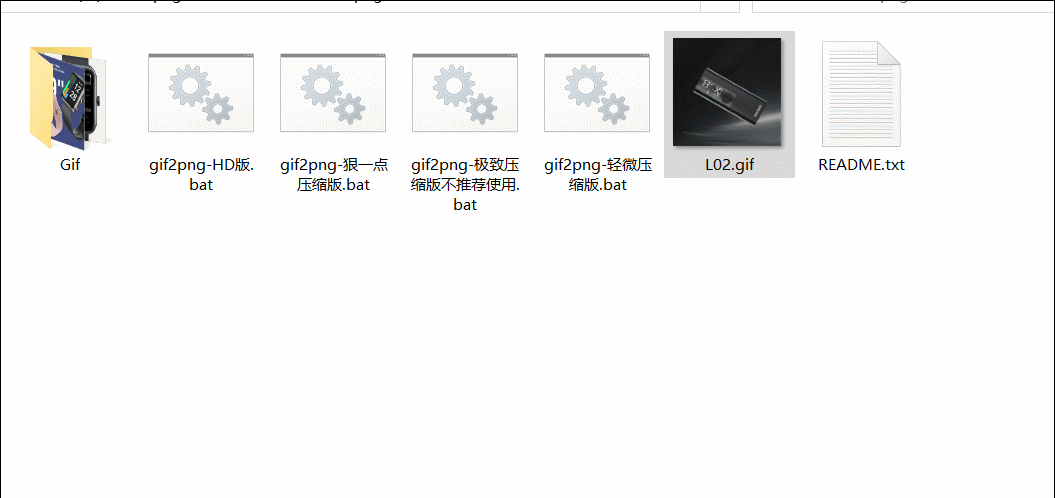 Gif
gif2png-HD版.
bat
gif2png-狠一点
压缩版.bat
gif2png-极致压
缩版不推荐使用.
bat
gif2png-轻微压
缩版.bat
L02.gif
README.txt